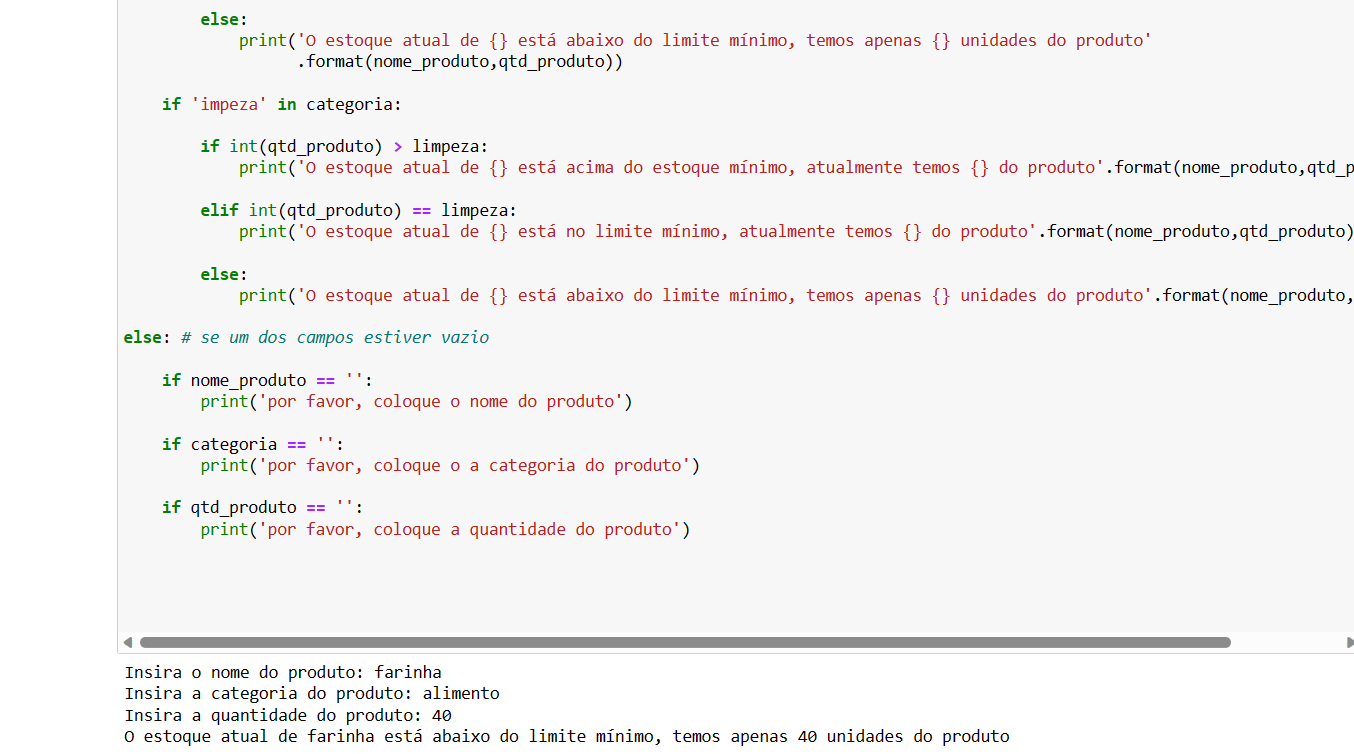 else:
print('O estoque atual de {} está abaixo do limite mínimo, temos apenas {} unidades do produto'
.format(nome_produto,qtd_produto))
if 'impeza' in categoria:
if int(qtd_produto) > limpeza:
print('O estoque atual de {} está acima do estoque mínimo, atualmente temos {} do produto'.format(nome_produto,qtd_p
elif int(qtd_produto) == limpeza:
print('O estoque atual de {} está no limite mínimo, atualmente temos {} do produto'.format(nome_produto,qtd_produto)
else:
print('O estoque atual de {} está abaixo do limite mínimo, temos apenas {} unidades do produto'.format(nome_produto,
else: # se um dos campos estiver vazio
if nome_produto == '':
print('por favor, coloque o nome do produto')
if categoria == '':
print('por favor, coloque o a categoria do produto')
if qtd_produto == '':
print('por favor, coloque a quantidade do produto')
Insira o nome do produto: farinha
Insira a categoria do produto: alimento
Insira a quantidade do produto: 40
O estoque atual de farinha está abaixo do limite mínimo, temos apenas 40 unidades do produto